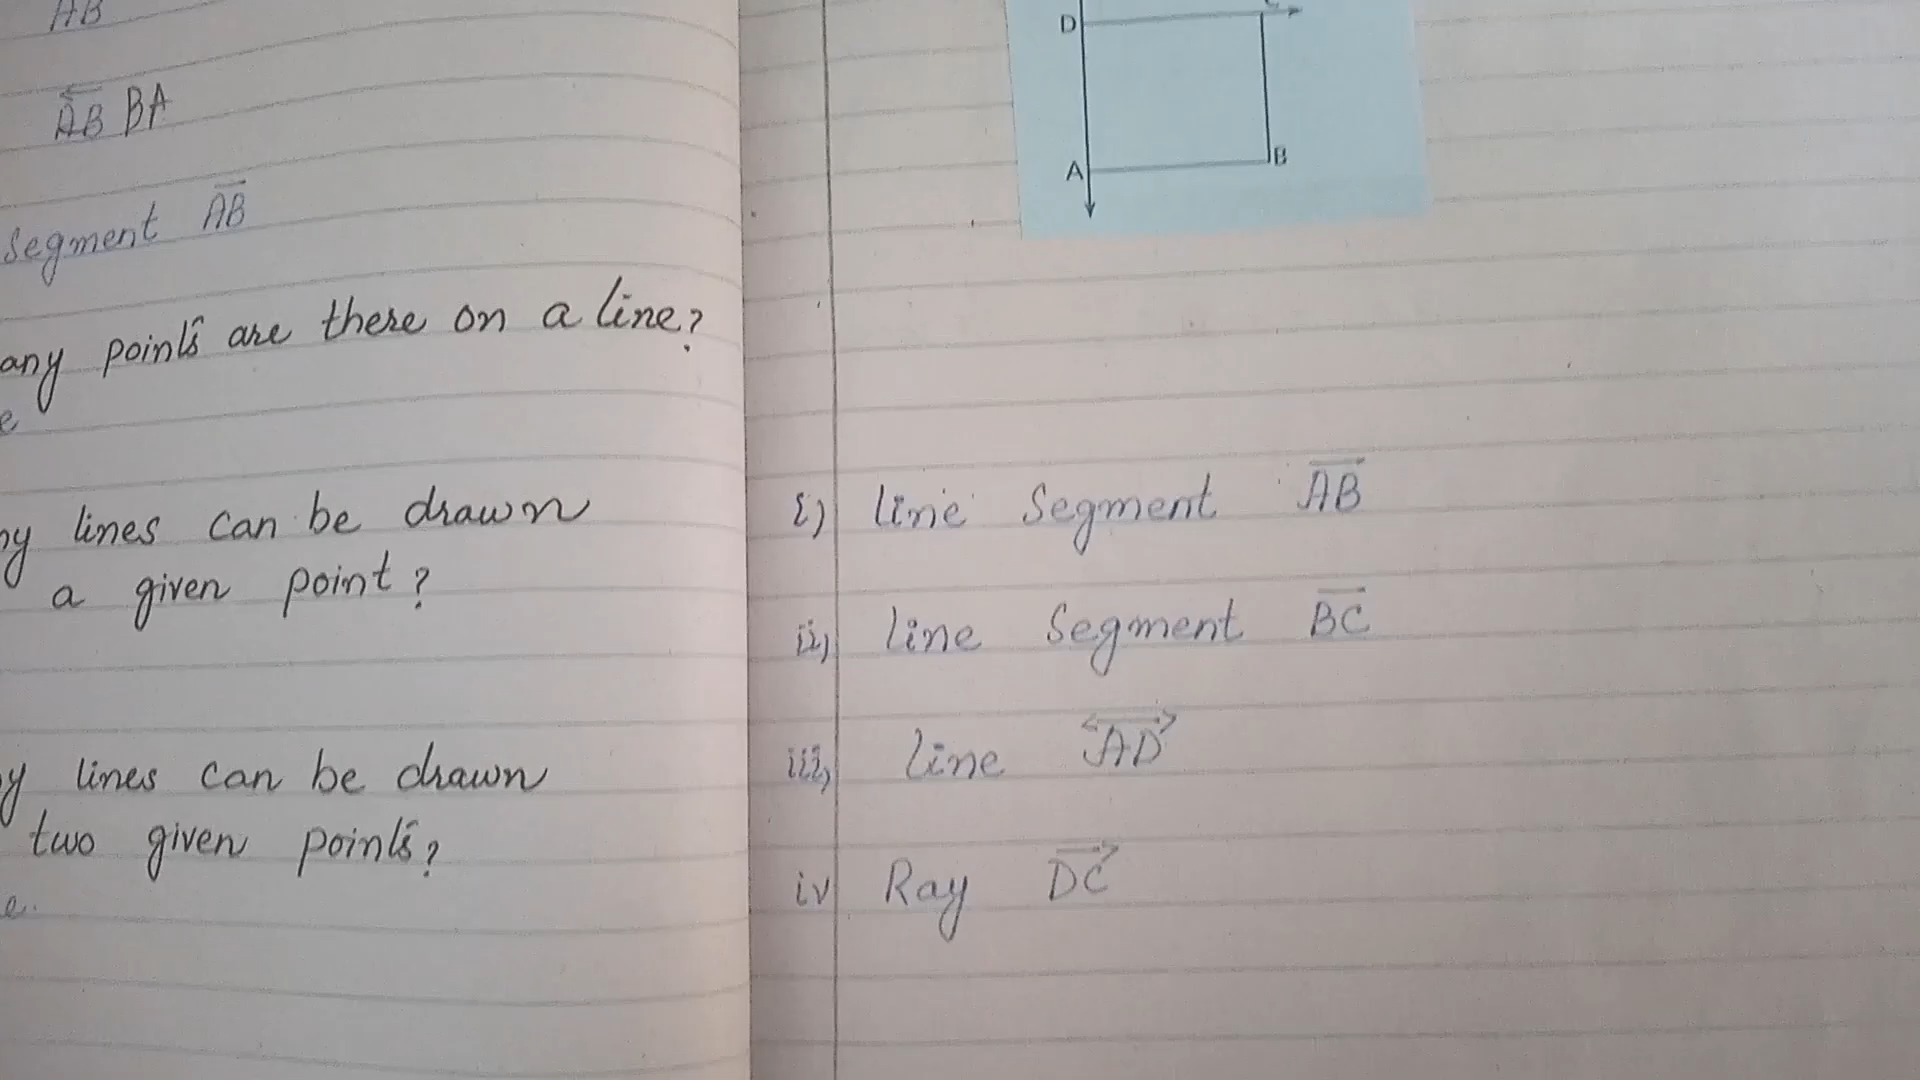 AB
AB BA
Segment AB
any points are there on a line?
e
ny lines can be drawn
a given point?
y lines can be drawn
two given points?
e.
D
A B
i) line Segment AB
ii) line Segment BC
iii) line AD
iv Ray DC